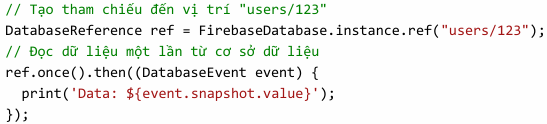 // Tạo tham chiếu đến vị trí "users/123"
DatabaseReference ref = FirebaseDatabase.instance.ref("users/123");
// Đọc dữ liệu một lần từ cơ sở dữ liệu
ref.once().then((DatabaseEvent event) {
  print('Data: ${event.snapshot.value}');
});